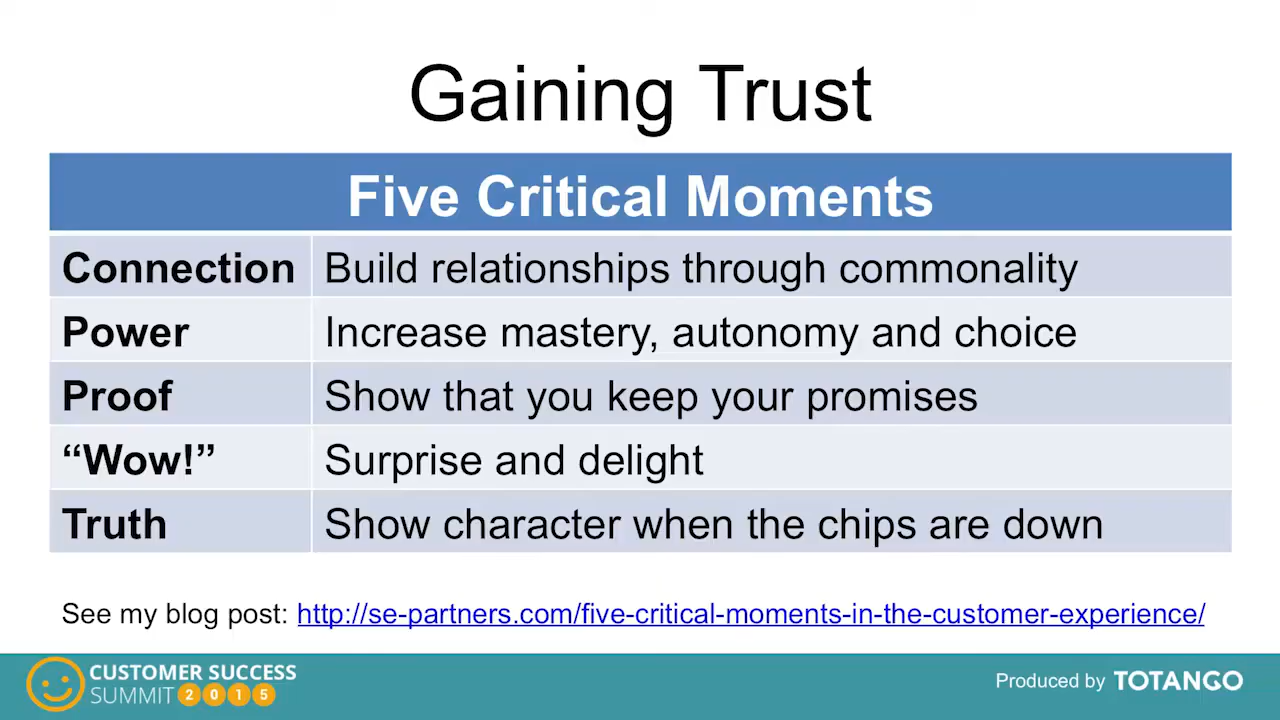 Gaining Trust
Five Critical Moments
Connection Build relationships through commonality
Power Increase mastery, autonomy and choice
Proof Show that you keep your promises
“Wow!” Surprise and delight
Truth Show character when the chips are down
See my blog post: http://se-partners.com/five-critical-moments-in-the-customer-experience/
CUSTOMER SUCCESS
SUMMIT 2015
Produced by TOTANGO